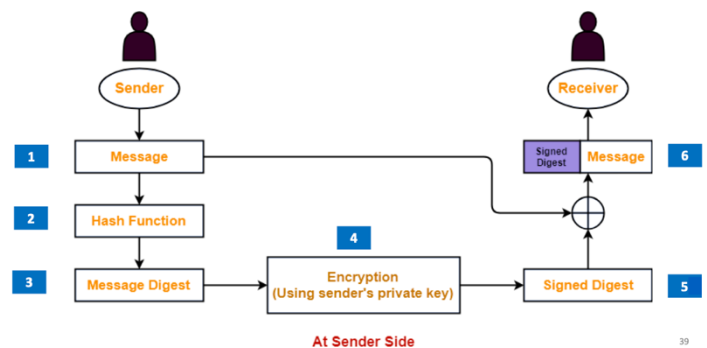 Sender
Receiver
1
Message
Signed
Digest
Message
6
2
Hash Function
4
3
Message Digest
Encryption
(Using sender's private key)
Signed Digest
5
At Sender Side
39